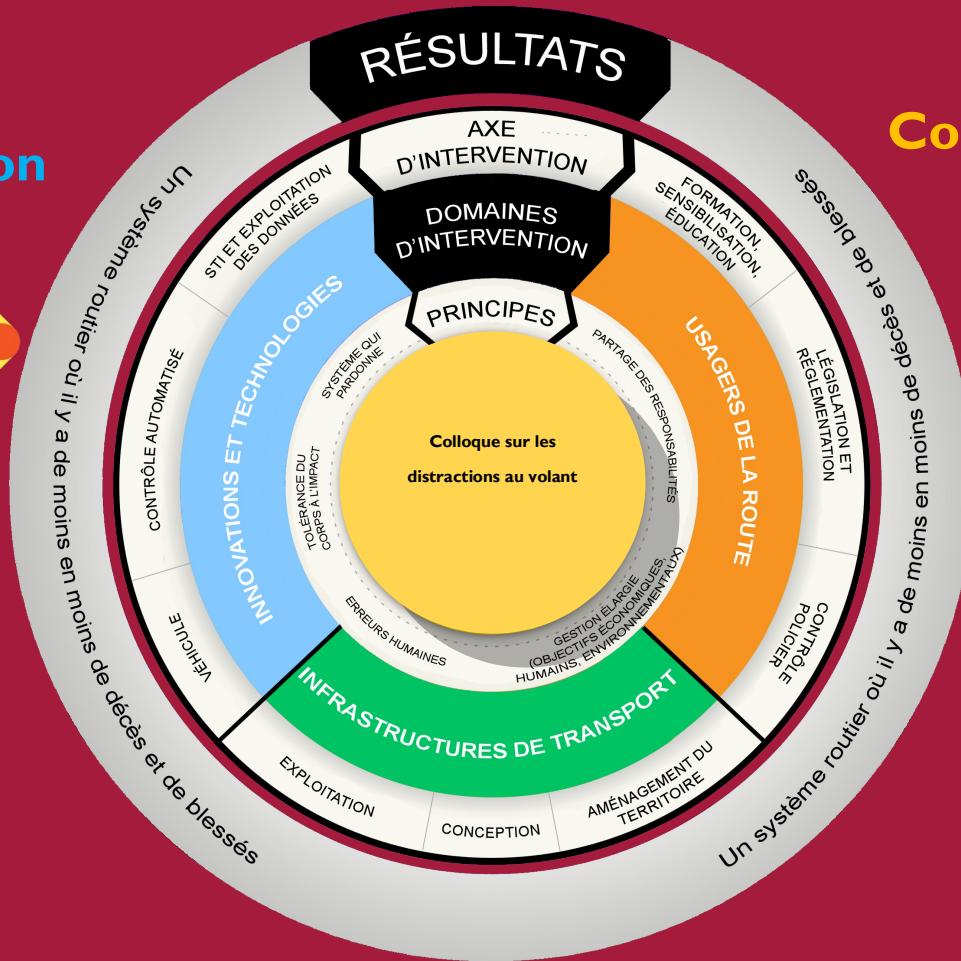 RÉSULTATS
AXE
D'INTERVENTION
DOMAINES
D'INTERVENTION
PRINCIPES
on
Co
Un système routier où il y a de moins en moins de décès et de blessés
Un système routier où il y a de moins en moins de décès et de blessés
STI ET EXPLOITATION
DES DONNÉES
CONTRÔLE AUTOMATISÉ
VÉHICULE
INNOVATIONS ET TECHNOLOGIES
FORMATION,
SENSIBILISATION,
ÉDUCATION
LÉGISLATION ET
RÉGLEMENTATION
CONTRÔLE
POLICIER
USAGERS DE LA ROUTE
SYSTÈME QUI
PARDONNE
TOLÉRANCE DU
CORPS À L'IMPACT
ERREURS HUMAINES
PARTAGE DES RESPONSABILITÉS
GESTION ÉLARGIE
(OBJECTIFS ÉCONOMIQUES,
HUMAINS, ENVIRONNEMENTAUX)
Colloque sur les
distractions au volant
INFRASTRUCTURES DE TRANSPORT
EXPLOITATION
CONCEPTION
AMÉNAGEMENT DU
TERRITOIRE